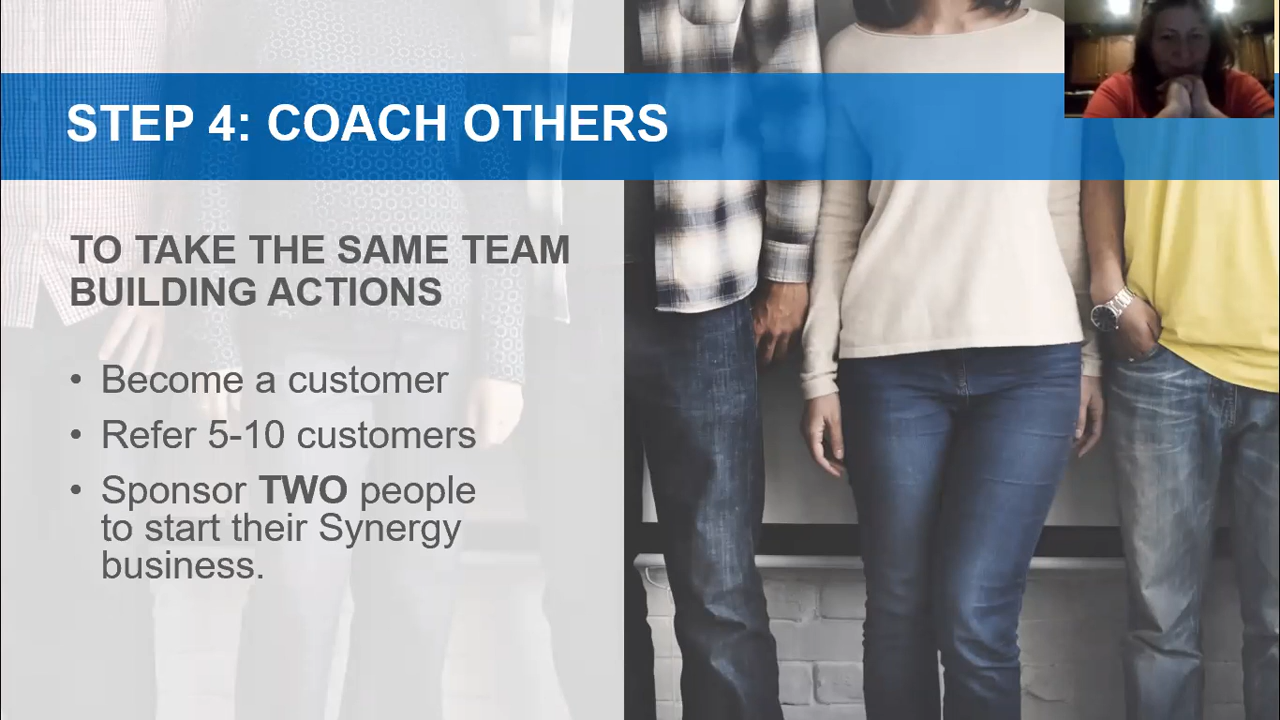 STEP 4: COACH OTHERS
TO TAKE THE SAME TEAM
BUILDING ACTIONS
• Become a customer
• Refer 5-10 customers
• Sponsor TWO people
to start their Synergy
business.